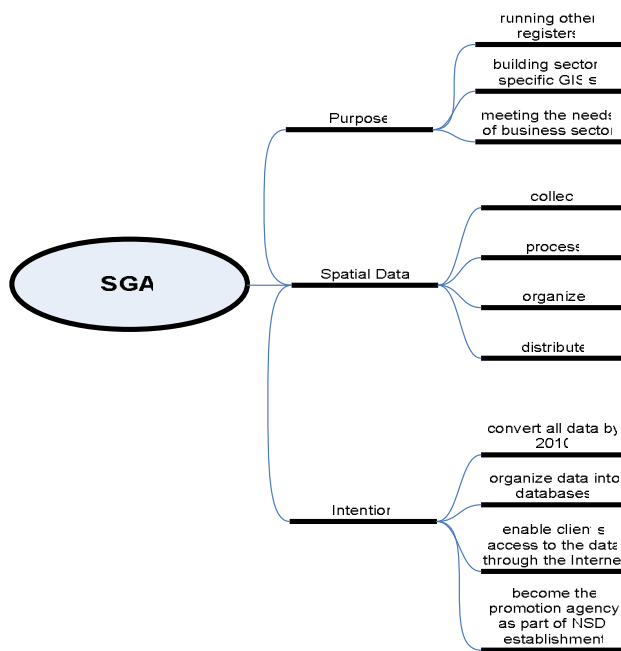 SGA
Purpose
running other
registers
building sector
specific GIS s
meeting the needs
of business sector
Spatial Data
collec
process
organize
distribute
Intention
convert all data by
2010
organize data into
databases
enable client s
access to the data
through the Interne
become the
promotion agency
as part of NSD
establishment